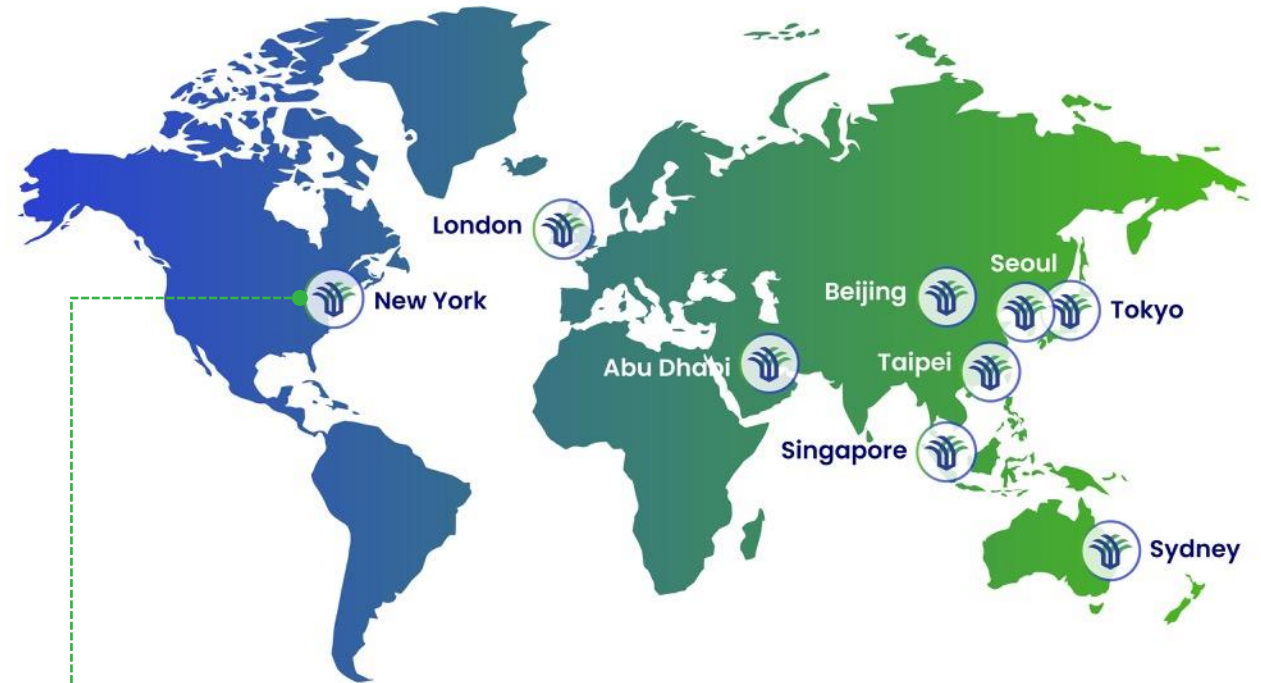 London
New York
Seoul
Beijing
Tokyo
Abu Dhabi
Taipei
Singapore
Sydney